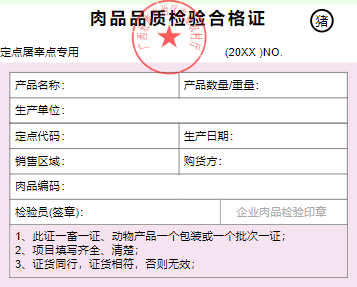 肉品品质检验合格证
猪
定点屠宰点专用 (20XX )NO.
产品名称： 产品数量/重量：
生产单位：
定点代码： 生产日期：
销售区域： 购货方：
肉品编码：
检验员(签章)： 企业肉品检验印章
1、此证一畜一证、动物产品一个包装或一个批次一证；
2、项目填写齐全、清楚；
3、证货同行，证货相符，否则无效；